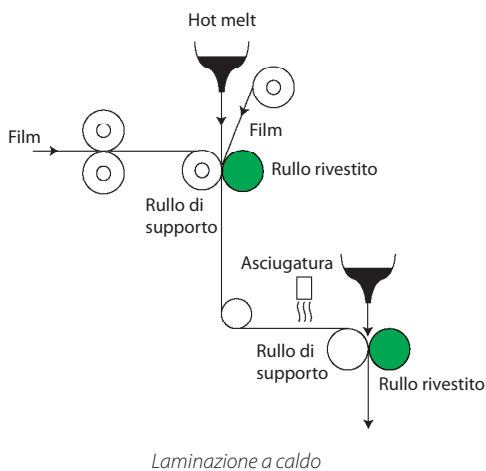 Hot melt
Film
Film
Rullo rivestito
Rullo di
supporto
Asciugatura
Rullo di
supporto
Rullo rivestito
Laminazione a caldo